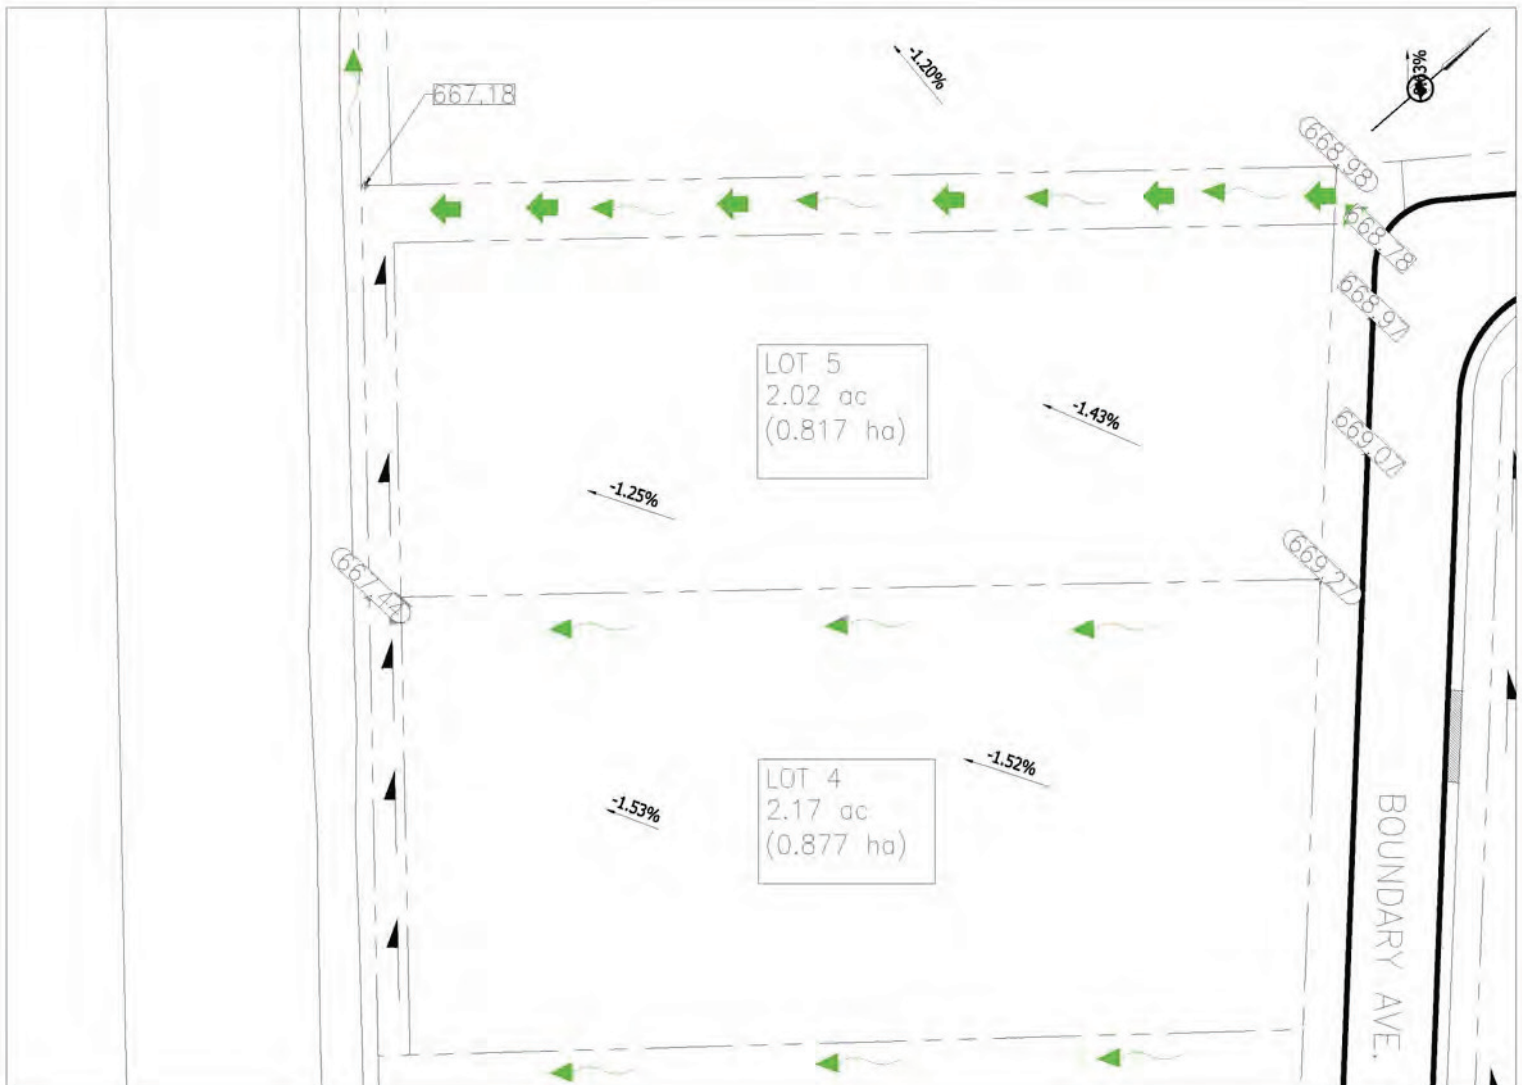 -1.20%
667.18
668.98
668.78
668.97
LOT 5
2.02 ac
(0.817 ha)
-1.43%
669.07
-1.25%
667.44
669.27
LOT 4
2.17 ac
(0.877 ha)
-1.52%
-1.53%
BOUNDARY AVE.